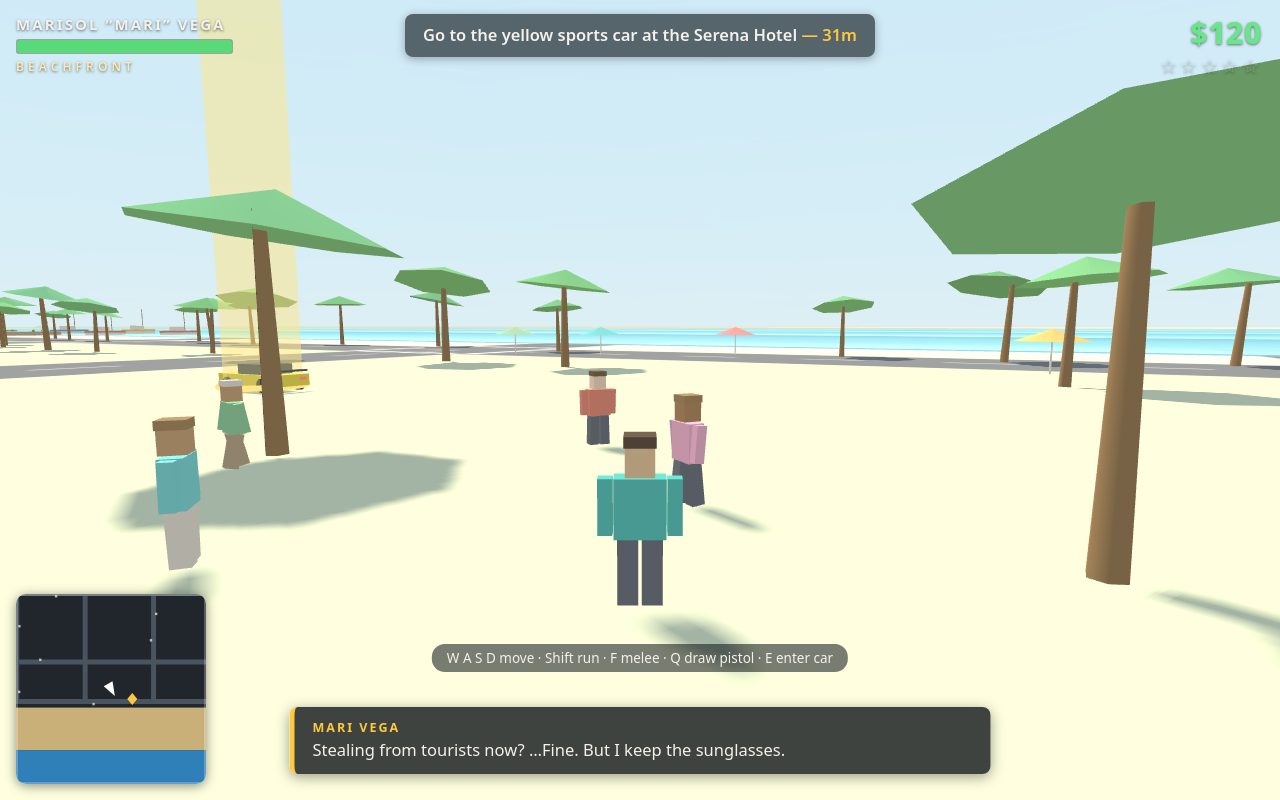 MARISOL “MARI” VEGA
BEACHFRONT
Go to the yellow sports car at the Serena Hotel — 31m
$120
☆☆☆☆☆
W A S D move · Shift run · F melee · Q draw pistol · E enter car
MARI VEGA
Stealing from tourists now? ...Fine. But I keep the sunglasses.